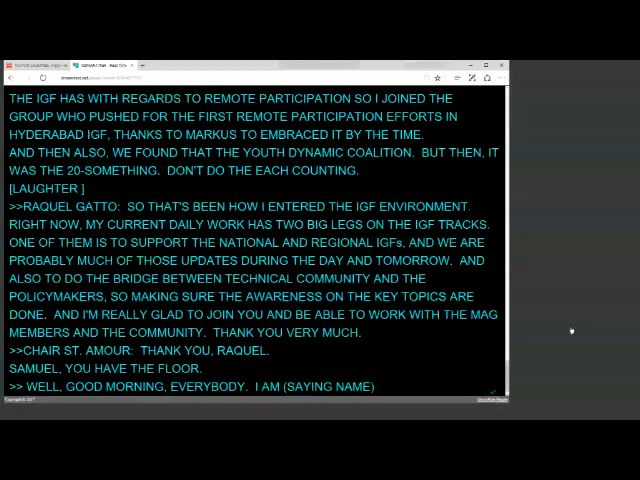 THE IGF HAS WITH REGARDS TO REMOTE PARTICIPATION SO I JOINED THE
GROUP WHO PUSHED FOR THE FIRST REMOTE PARTICIPATION EFFORTS IN
HYDERABAD IGF, THANKS TO MARKUS TO EMBRACED IT BY THE TIME.
AND THEN ALSO, WE FOUND THAT THE YOUTH DYNAMIC COALITION.  BUT THEN, IT
WAS THE 20-SOMETHING.  DON'T DO THE EACH COUNTING.
[LAUGHTER ]
>>RAQUEL GATTO:  SO THAT'S BEEN HOW I ENTERED THE IGF ENVIRONMENT.
RIGHT NOW, MY CURRENT DAILY WORK HAS TWO BIG LEGS ON THE IGF TRACKS.
ONE OF THEM IS TO SUPPORT THE NATIONAL AND REGIONAL IGFs, AND WE ARE
PROBABLY MUCH OF THOSE UPDATES DURING THE DAY AND TOMORROW.  AND
ALSO TO DO THE BRIDGE BETWEEN TECHNICAL COMMUNITY AND THE
POLICYMAKERS, SO MAKING SURE THE AWARENESS ON THE KEY TOPICS ARE
DONE.  AND I'M REALLY GLAD TO JOIN YOU AND BE ABLE TO WORK WITH THE MAG
MEMBERS AND THE COMMUNITY.  THANK YOU VERY MUCH.
>>CHAIR ST. AMOUR:  THANK YOU, RAQUEL.
SAMUEL, YOU HAVE THE FLOOR.
>> WELL, GOOD MORNING, EVERYBODY.  I AM (SAYING NAME)